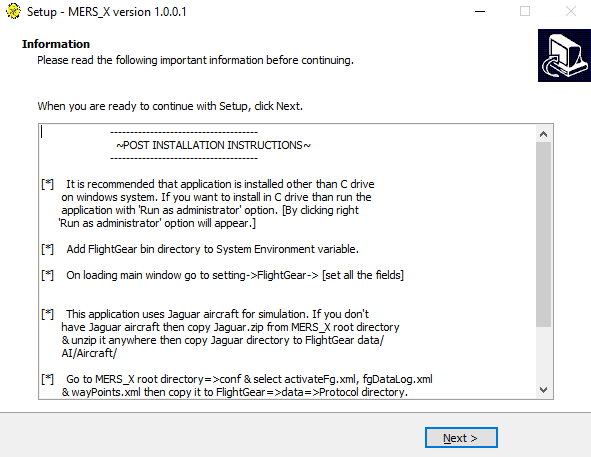 Setup - MERS_X version 1.0.0.1
Information
Please read the following important information before continuing.
When you are ready to continue with Setup, click Next.
-------------------------------------
~POST INSTALLATION INSTRUCTIONS~
-------------------------------------
[*] It is recommended that application is installed other than C drive
on windows system. If you want to install in C drive than run the
application with 'Run as administrator' option. [By clicking right
'Run as administrator' option will appear.]
[*] Add FlightGear bin directory to System Environment variable.
[*] On loading main window go to setting->FlightGear-> [set all the fields]
[*] This application uses Jaguar aircraft for simulation. If you don't
have Jaguar aircraft then copy Jaguar.zip from MERS_X root directory
& unzip it anywhere then copy Jaguar directory to FlightGear data/
AI/Aircraft/
[*] Go to MERS_X root directory=>conf & select activateFg.xml, fgDataLog.xml
& wayPoints.xml then copy it to FlightGear=>data=>Protocol directory.
Next >